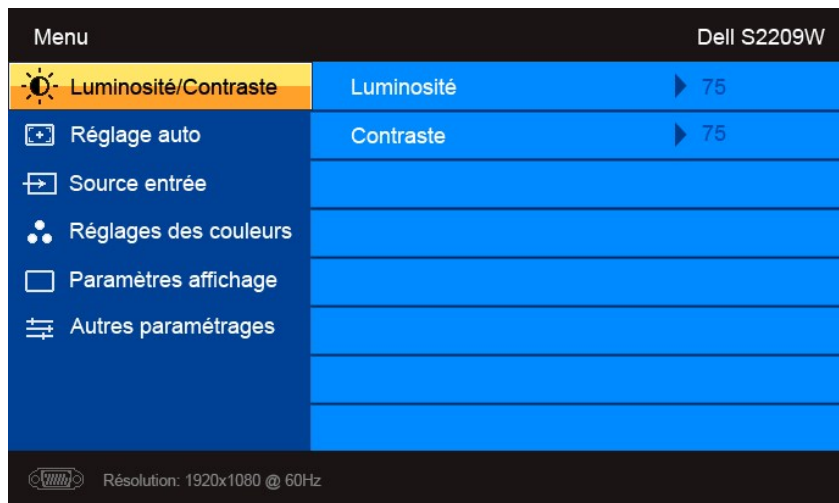 Menu Dell S2209W
Luminosité/Contraste Luminosité 75
Réglage auto Contraste 75
Source entrée
Réglages des couleurs
Paramètres affichage
Autres paramétrages
Résolution: 1920x1080 @ 60Hz